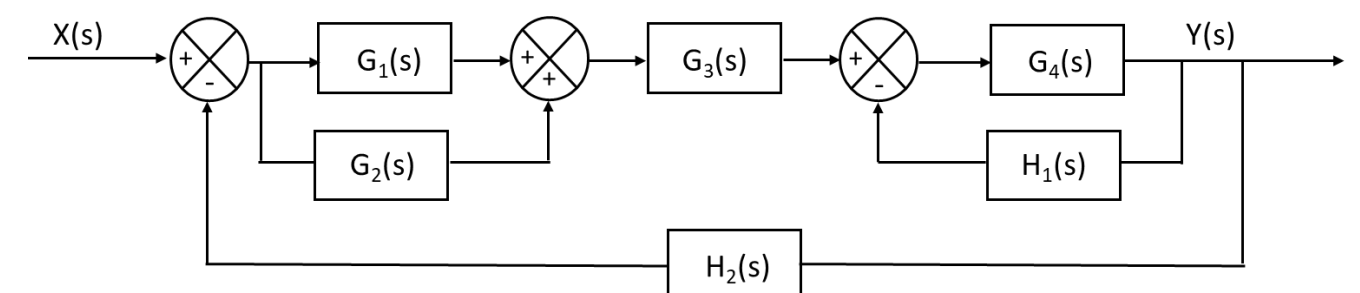 X(s)
+
-
G₁(s)
+
+
G₃(s)
+
-
G₄(s)
Y(s)
G₂(s)
H₁(s)
H₂(s)